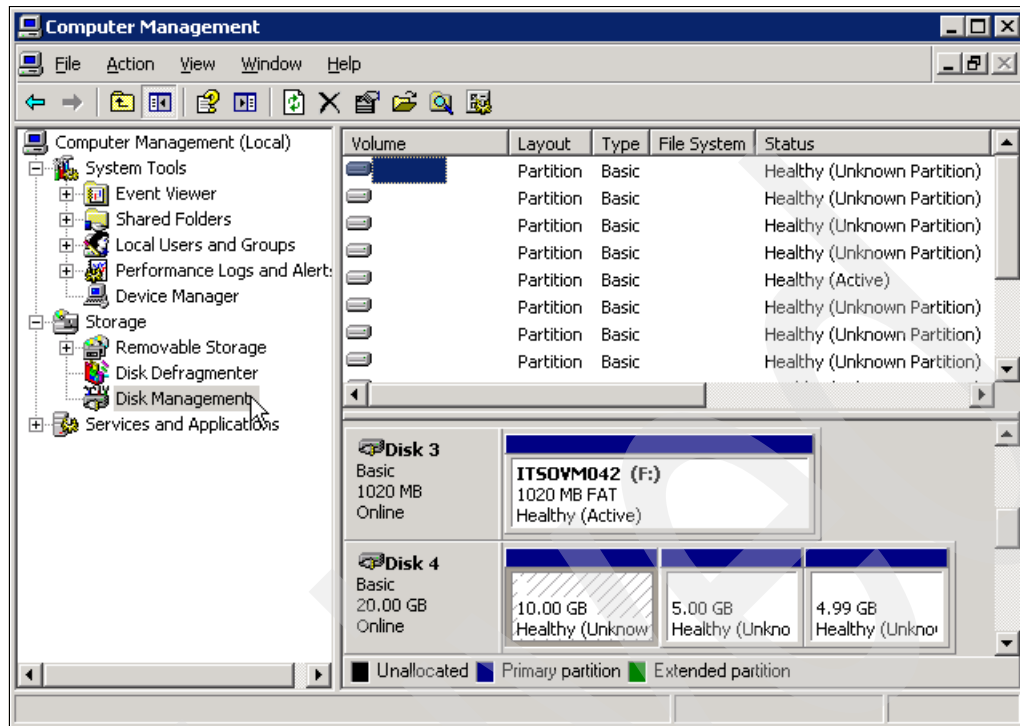 Computer Management
File Action View Window Help
Computer Management (Local)
System Tools
Event Viewer
Shared Folders
Local Users and Groups
Performance Logs and Alert
Device Manager
Storage
Removable Storage
Disk Defragmenter
Disk Management
Services and Applications
Volume Layout Type File System Status
Partition Basic Healthy (Unknown Partition)
Partition Basic Healthy (Unknown Partition)
Partition Basic Healthy (Unknown Partition)
Partition Basic Healthy (Unknown Partition)
Partition Basic Healthy (Active)
Partition Basic Healthy (Unknown Partition)
Partition Basic Healthy (Unknown Partition)
Partition Basic Healthy (Unknown Partition)
Disk 3
Basic
1020 MB
Online
ITSOVM042 (F:)
1020 MB FAT
Healthy (Active)
Disk 4
Basic
20.00 GB
Online
10.00 GB
Healthy (Unknow
5.00 GB
Healthy (Unkno
4.99 GB
Healthy (Unkno
Unallocated Primary partition Extended partition